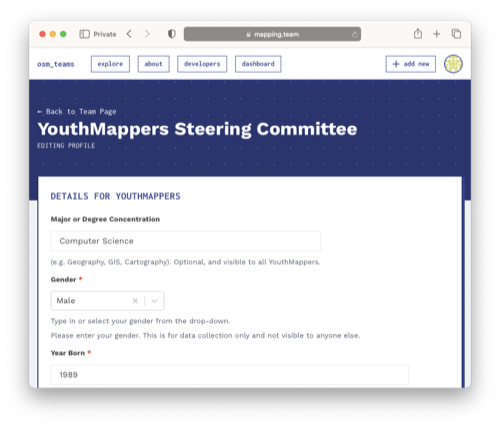 Private
mapping.team
osm_teams
explore
about
developers
dashboard
+ add new
← Back to Team Page
YouthMappers Steering Committee
EDITING PROFILE
DETAILS FOR YOUTHMAPPERS
Major or Degree Concentration
Computer Science
(e.g. Geography, GIS, Cartography). Optional, and visible to all YouthMappers.
Gender *
Male
Type in or select your gender from the drop-down.
Please enter your gender. This is for data collection only and not visible to anyone else.
Year Born *
1989